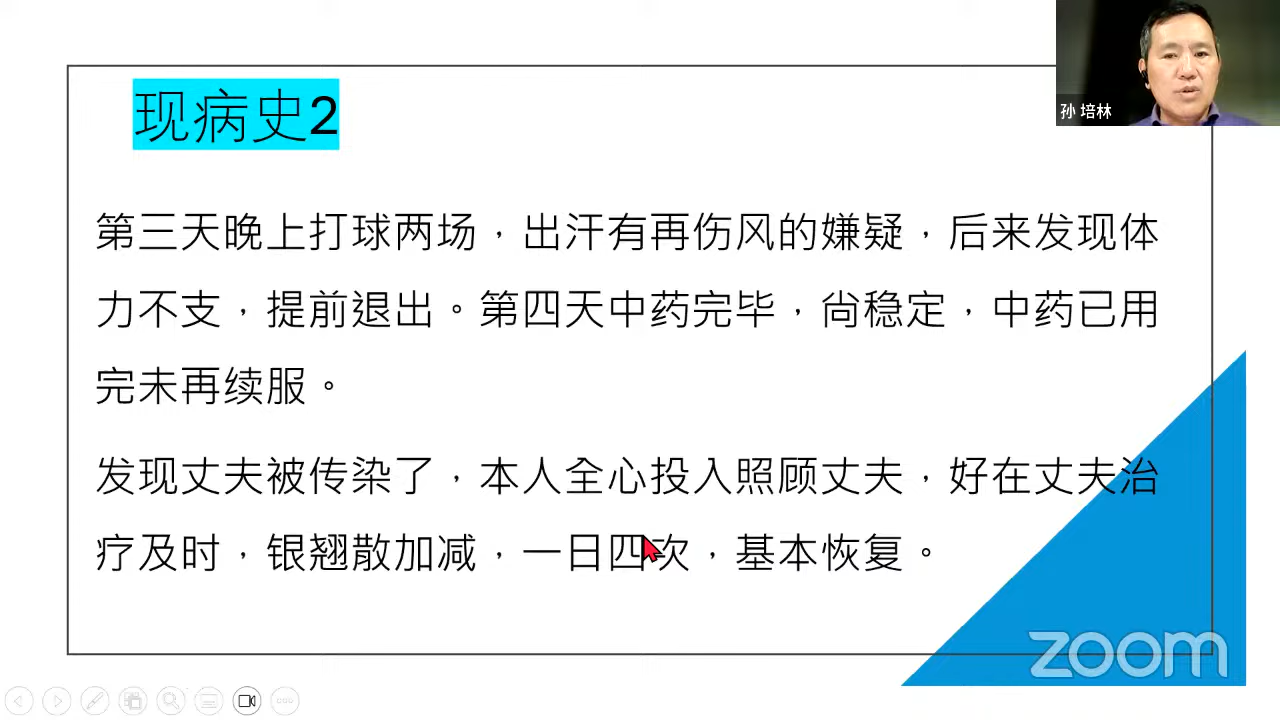 现病史2
孙 培林
第三天晚上打球两场，出汗有再伤风的嫌疑，后来发现体
力不支，提前退出。第四天中药完毕，尚稳定，中药已用
完未再续服。
发现丈夫被传染了，本人全心投入照顾丈夫，好在丈夫治
疗及时，银翘散加减，一日四次，基本恢复。
zoom